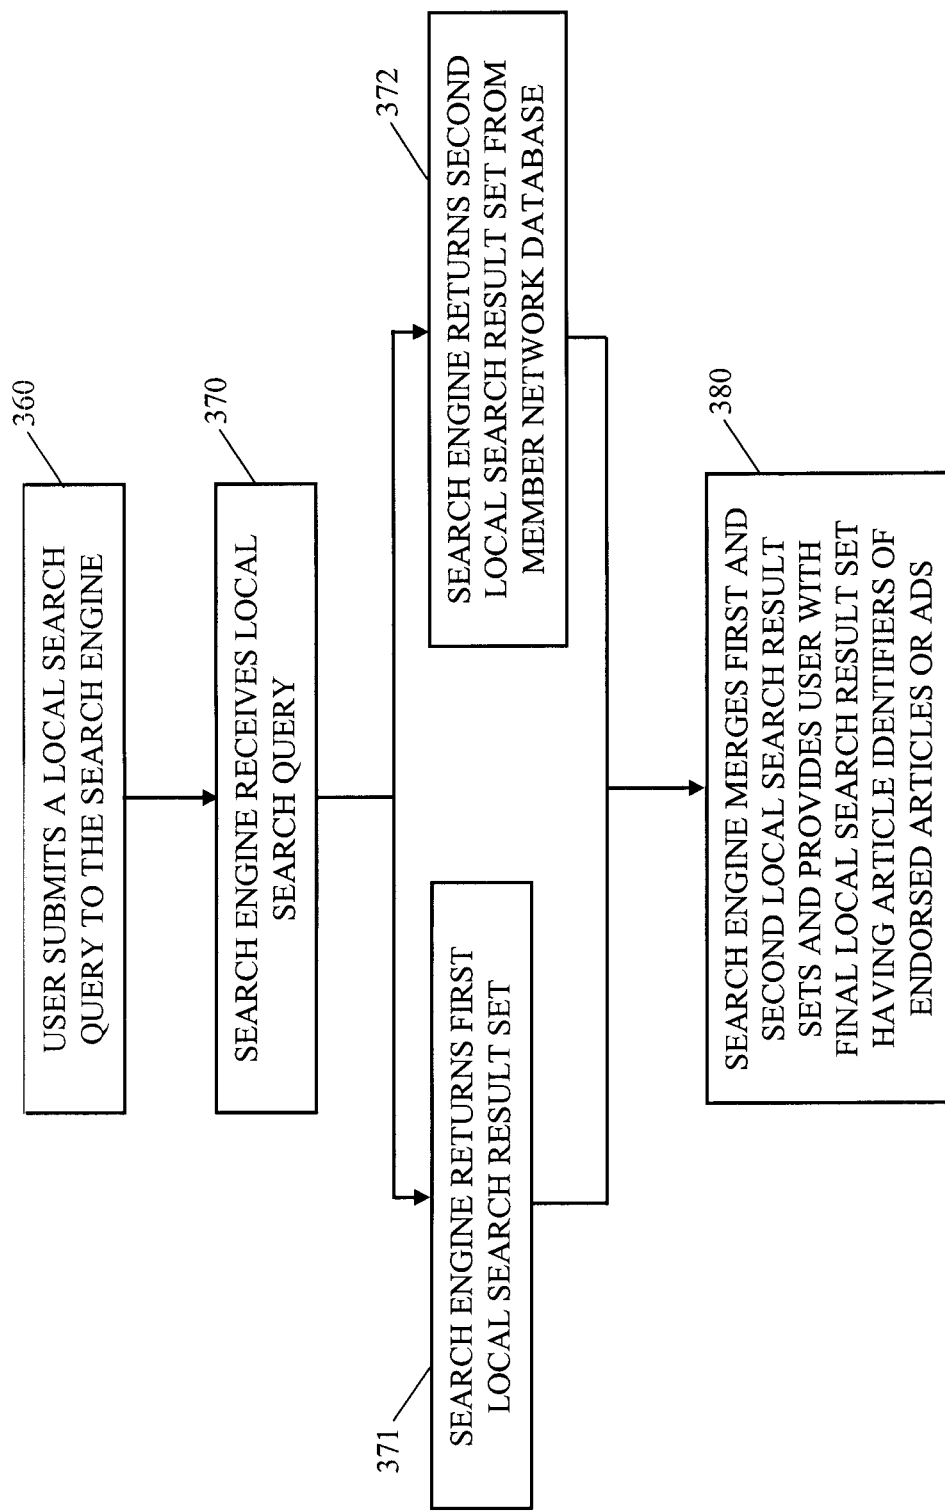 360
USER SUBMITS A LOCAL SEARCH
QUERY TO THE SEARCH ENGINE
370
SEARCH ENGINE RECEIVES LOCAL
SEARCH QUERY
371
SEARCH ENGINE RETURNS FIRST
LOCAL SEARCH RESULT SET
372
SEARCH ENGINE RETURNS SECOND
LOCAL SEARCH RESULT SET FROM
MEMBER NETWORK DATABASE
380
SEARCH ENGINE MERGES FIRST AND
SECOND LOCAL SEARCH RESULT
SETS AND PROVIDES USER WITH
FINAL LOCAL SEARCH RESULT SET
HAVING ARTICLE IDENTIFIERS OF
ENDORSED ARTICLES OR ADS